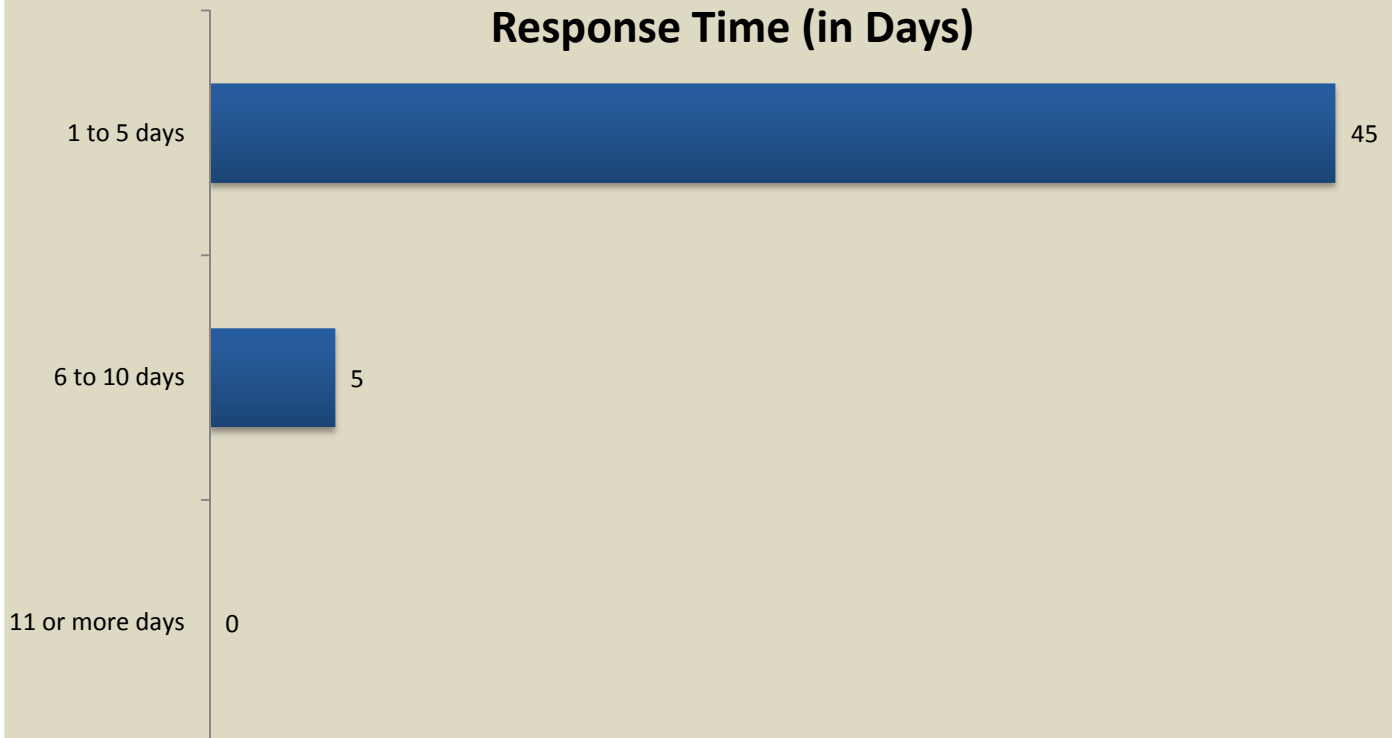 Response Time (in Days)
1 to 5 days
45
6 to 10 days
5
11 or more days
0